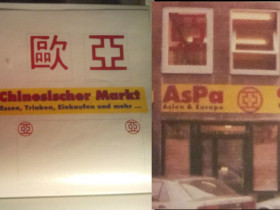 歐 亞
Chinesischer Markt
Essen, Trinken, Einkaufen und mehr ...
AsPa
Asien & Europa